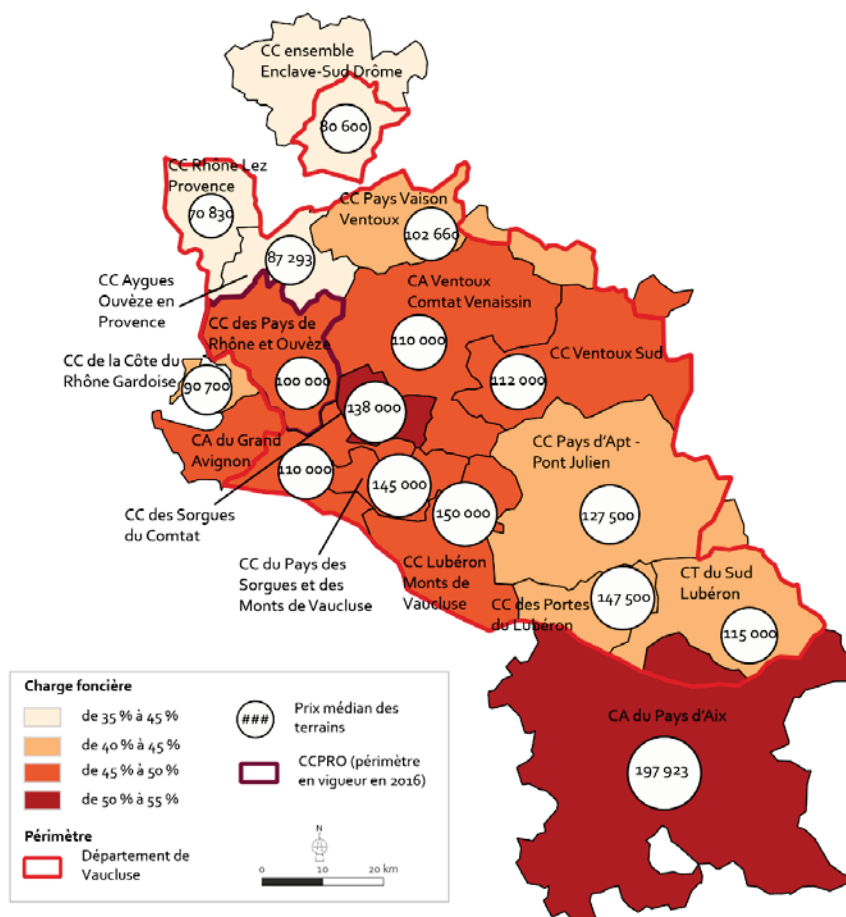 CC ensemble
Enclave-Sud Drôme
80 600
CC Rhône Lez
Provence
70 830
CC Pays Vaison
Ventoux
102 660
87 293
CC Aygues
Ouvèze en
Provence
CA Ventoux
Comtat Venaissin
110 000
CC des Pays de
Rhône et Ouvèze
100 000
CC de la Côte du
Rhône Gardoise
90 700
CC Ventoux Sud
112 000
138 000
CA du Grand
Avignon
110 000
CC Pays d'Apt -
Pont Julien
127 500
145 000
150 000
CC des Sorgues
du Comtat
CC du Pays des
Sorgues et des
Monts de Vaucluse
CC Lubéron
Monts de
Vaucluse
CC des Portes
du Lubéron
147 500
CT du Sud
Lubéron
115 000
CA du Pays d'Aix
197 923
Charge foncière
de 35 % à 45 %
de 40 % à 45 %
de 45 % à 50 %
de 50 % à 55 %
###
Prix médian des
terrains
CCPRO (périmètre
en vigueur en 2016)
Périmètre
Département de
Vaucluse
N
0 10 20 km